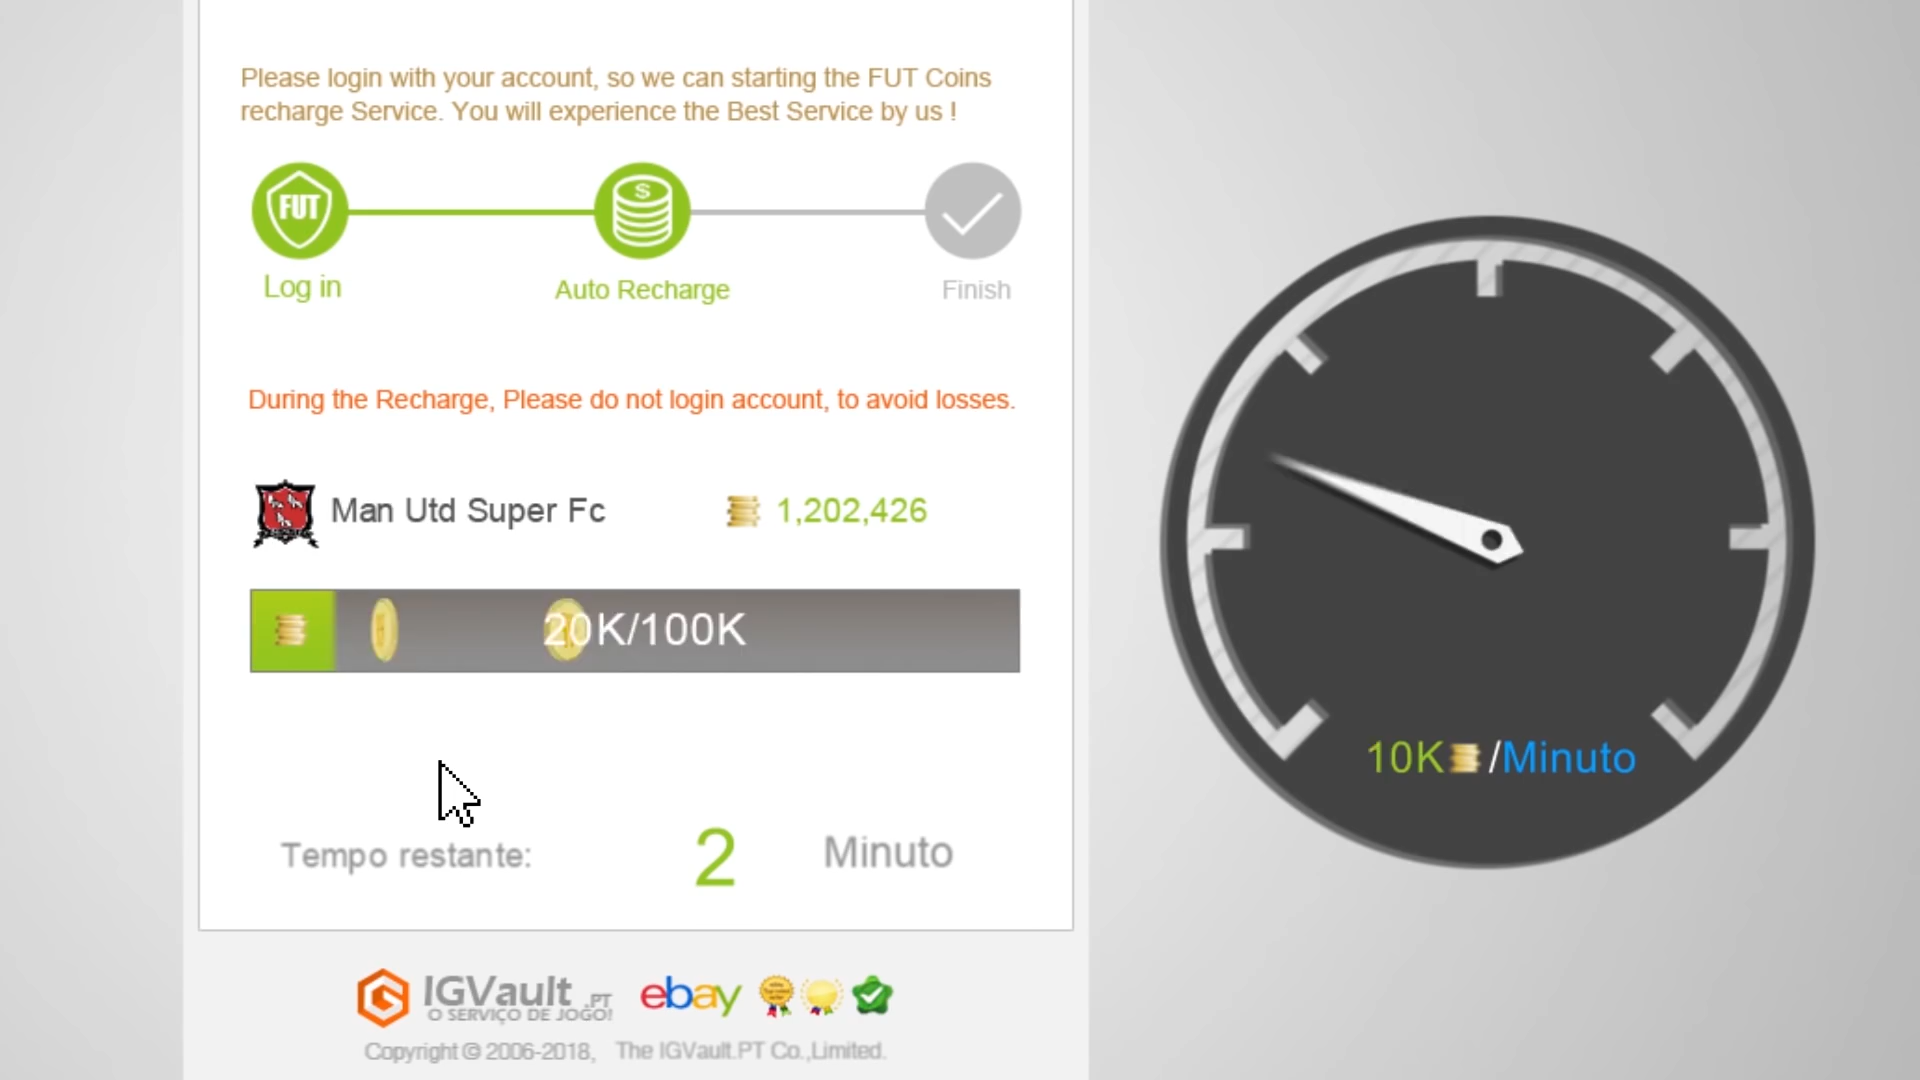 Please login with your account, so we can starting the FUT Coins
recharge Service. You will experience the Best Service by us !
FUT
$
Log in
Auto Recharge
Finish
During the Recharge, Please do not login account, to avoid losses.
Man Utd Super Fc 1,202,426
20K/100K
10K/Minuto
Tempo restante: 2 Minuto
IGVault .PT
O SERVIÇO DE JOGO!
ebay
Copyright © 2006-2018, The IGVault.PT Co.,Limited.